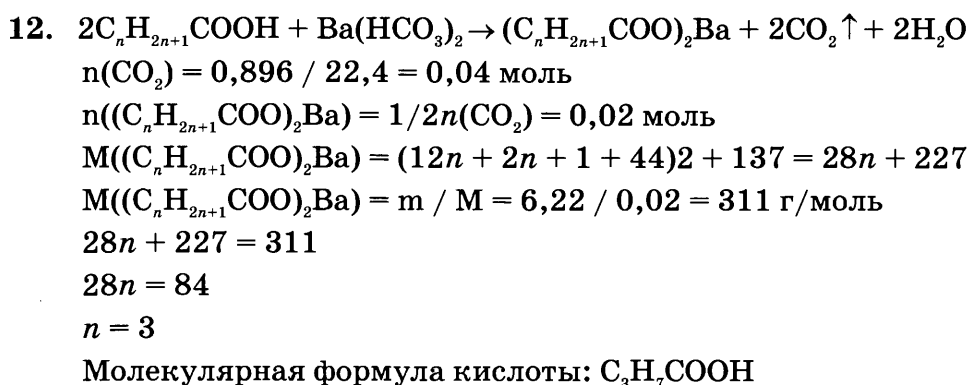 12. 2CₙH₂ₙ₊₁COOH + Ba(HCO₃)₂ → (CₙH₂ₙ₊₁COO)₂Ba + 2CO₂↑ + 2H₂O
n(CO₂) = 0,896 / 22,4 = 0,04 моль
n((CₙH₂ₙ₊₁COO)₂Ba) = 1/2n(CO₂) = 0,02 моль
M((CₙH₂ₙ₊₁COO)₂Ba) = (12n + 2n + 1 + 44)2 + 137 = 28n + 227
M((CₙH₂ₙ₊₁COO)₂Ba) = m / M = 6,22 / 0,02 = 311 г/моль
28n + 227 = 311
28n = 84
n = 3
Молекулярная формула кислоты: C₃H₇COOH